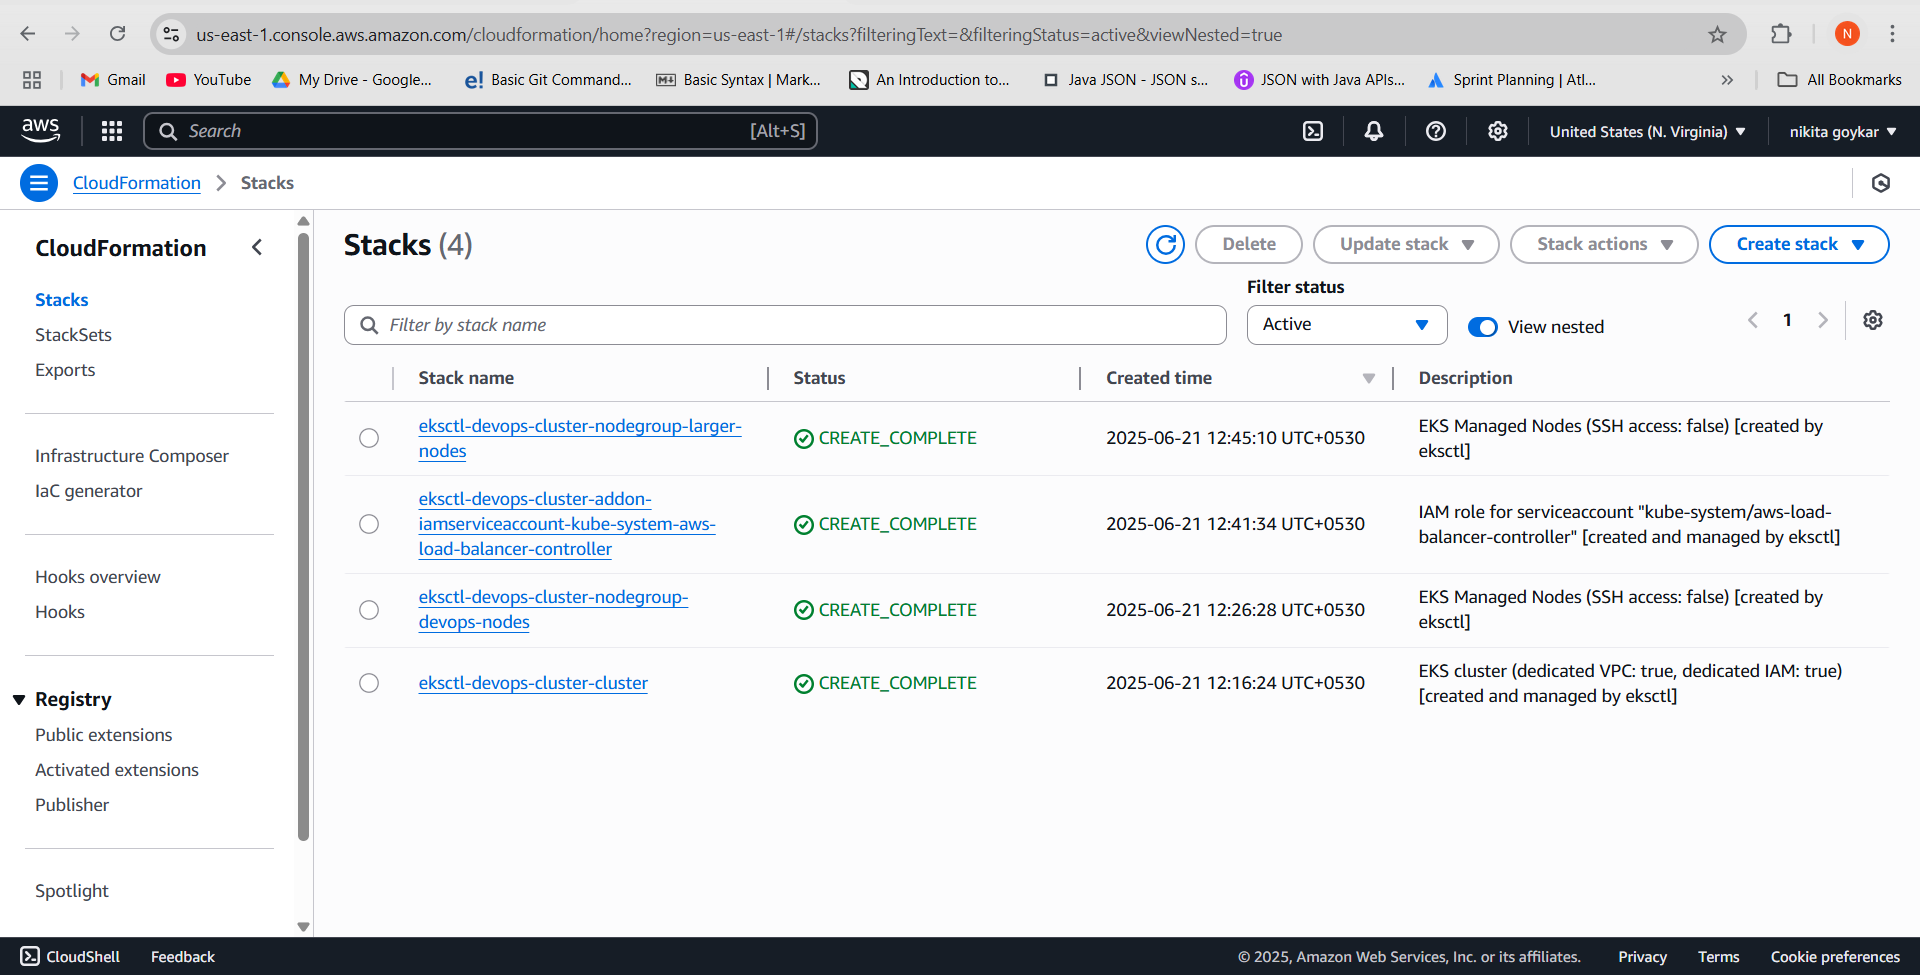 us-east-1.console.aws.amazon.com/cloudformation/home?region=us-east-1#/stacks?filteringText=&filteringStatus=active&viewNested=true
N
Gmail
YouTube
My Drive - Google...
e! Basic Git Command...
M↓ Basic Syntax | Mark...
An Introduction to...
Java JSON - JSON s...
JSON with Java APIs...
Sprint Planning | Atl...
All Bookmarks
aws
Search
[Alt+S]
United States (N. Virginia)
nikita goykar
CloudFormation
Stacks
CloudFormation
Stacks
StackSets
Exports
Infrastructure Composer
IaC generator
Hooks overview
Hooks
Registry
Public extensions
Activated extensions
Publisher
Spotlight
Stacks (4)
Delete
Update stack
Stack actions
Create stack
Filter by stack name
Filter status
Active
View nested
1
Stack name
Status
Created time
Description
eksctl-devops-cluster-nodegroup-larger-
nodes
CREATE_COMPLETE
2025-06-21 12:45:10 UTC+0530
EKS Managed Nodes (SSH access: false) [created by
eksctl]
eksctl-devops-cluster-addon-
iamserviceaccount-kube-system-aws-
load-balancer-controller
CREATE_COMPLETE
2025-06-21 12:41:34 UTC+0530
IAM role for serviceaccount "kube-system/aws-load-
balancer-controller" [created and managed by eksctl]
eksctl-devops-cluster-nodegroup-
devops-nodes
CREATE_COMPLETE
2025-06-21 12:26:28 UTC+0530
EKS Managed Nodes (SSH access: false) [created by
eksctl]
eksctl-devops-cluster-cluster
CREATE_COMPLETE
2025-06-21 12:16:24 UTC+0530
EKS cluster (dedicated VPC: true, dedicated IAM: true)
[created and managed by eksctl]
CloudShell
Feedback
© 2025, Amazon Web Services, Inc. or its affiliates.
Privacy
Terms
Cookie preferences